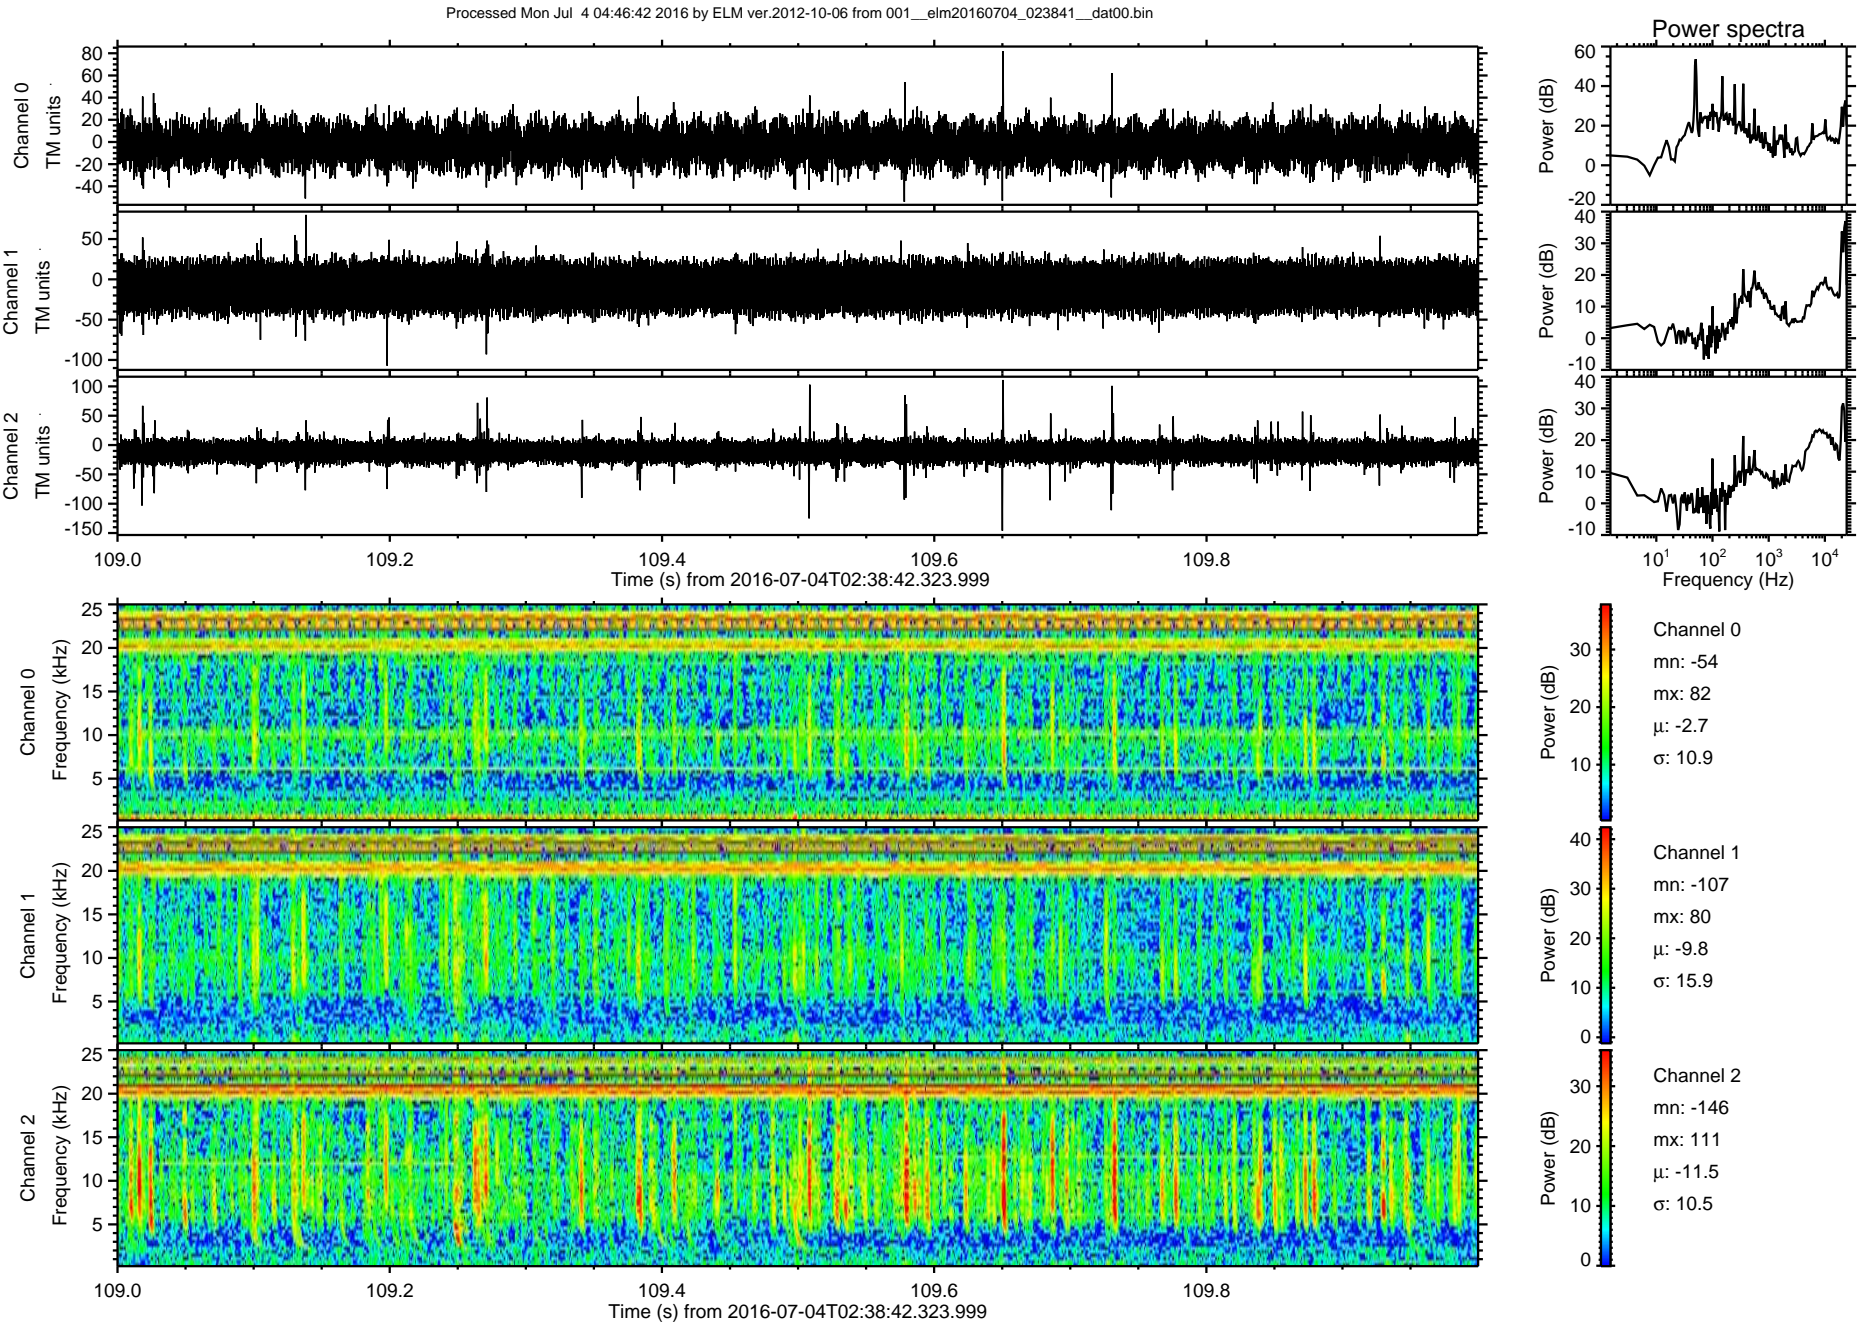 Processed Mon Jul  4 04:46:42 2016 by ELM ver.2012-10-06 from 001__elm20160704_023841__dat00.bin
Power spectra
Channel 0
TM units
80
60
40
20
0
-20
-40
Power (dB)
60
40
20
0
-20
Channel 1
TM units
50
0
-50
-100
Power (dB)
40
30
20
10
0
-10
Channel 2
TM units
100
50
0
-50
-100
-150
Power (dB)
40
30
20
10
0
-10
109.0 109.2 109.4 109.6 109.8
Time (s) from 2016-07-04T02:38:42.323.999
10¹ 10² 10³ 10⁴
Frequency (Hz)
Channel 0
Frequency (kHz)
25
20
15
10
5
Power (dB)
30
20
10
Channel 0
mn: -54
mx: 82
μ: -2.7
σ: 10.9
Channel 1
Frequency (kHz)
25
20
15
10
5
Power (dB)
40
30
20
10
0
Channel 1
mn: -107
mx: 80
μ: -9.8
σ: 15.9
Channel 2
Frequency (kHz)
25
20
15
10
5
Power (dB)
30
20
10
0
Channel 2
mn: -146
mx: 111
μ: -11.5
σ: 10.5
109.0 109.2 109.4 109.6 109.8
Time (s) from 2016-07-04T02:38:42.323.999